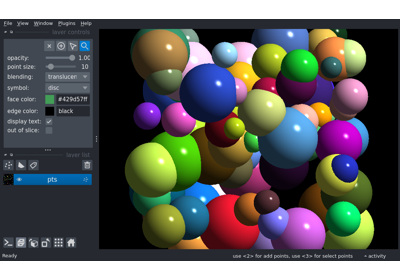 File View Window Plugins Help
layer controls
opacity: 1.00
point size: 10
blending: translucen
symbol: disc
face color: #429d57ff
edge color: black
display text:
out of slice:
layer list
pts
Ready use <2> for add points, use <3> for select points activity